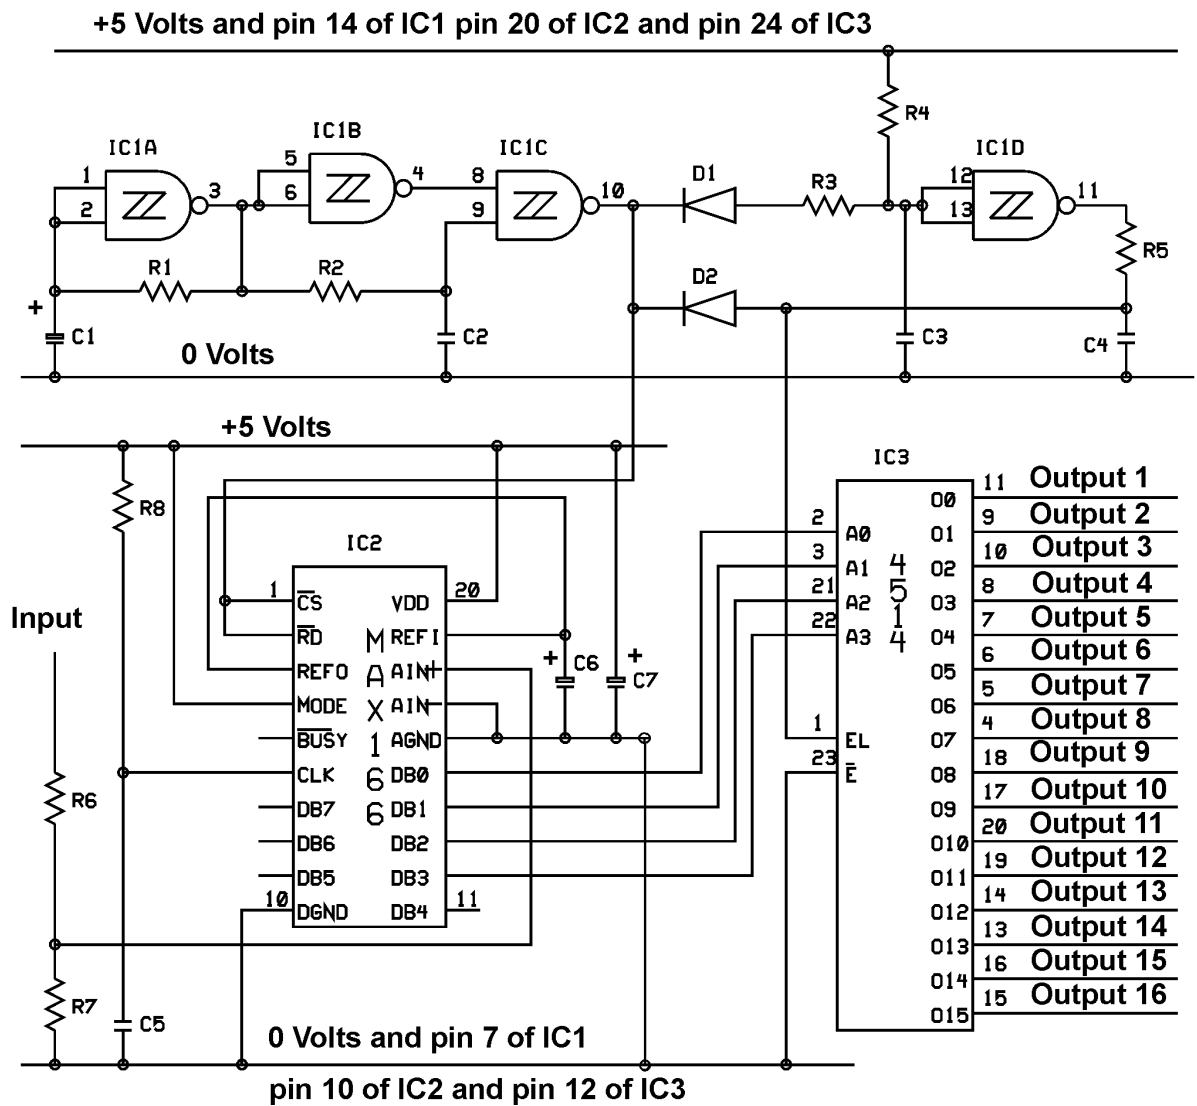 +5 Volts and pin 14 of IC1 pin 20 of IC2 and pin 24 of IC3
IC1A IC1B IC1C IC1D
1 2 3
5 6 4
8 9 10
12 13 11
D1 R3 R4 R5
R1 R2 D2
+ C1 C2 C3 C4
0 Volts
+5 Volts
R8
IC2
IC3
Input
1 CS VDD 20
RD REFI
REFO AIN+
MODE AIN-
BUSY AGND
CLK DB0
DB7 DB1
DB6 DB2
DB5 DB3
10 DGND DB4 11
M
A
X
1
6
6
+ C6
+ C7
R6
R7
C5
2 A0
3 A1
21 A2
22 A3
1 EL
23 E
4
5
1
4
O0 11 Output 1
O1 9 Output 2
O2 10 Output 3
O3 8 Output 4
O4 7 Output 5
O5 6 Output 6
O6 5 Output 7
O7 4 Output 8
O8 18 Output 9
O9 17 Output 10
O10 20 Output 11
O11 19 Output 12
O12 14 Output 13
O13 13 Output 14
O14 16 Output 15
O15 15 Output 16
0 Volts and pin 7 of IC1
pin 10 of IC2 and pin 12 of IC3